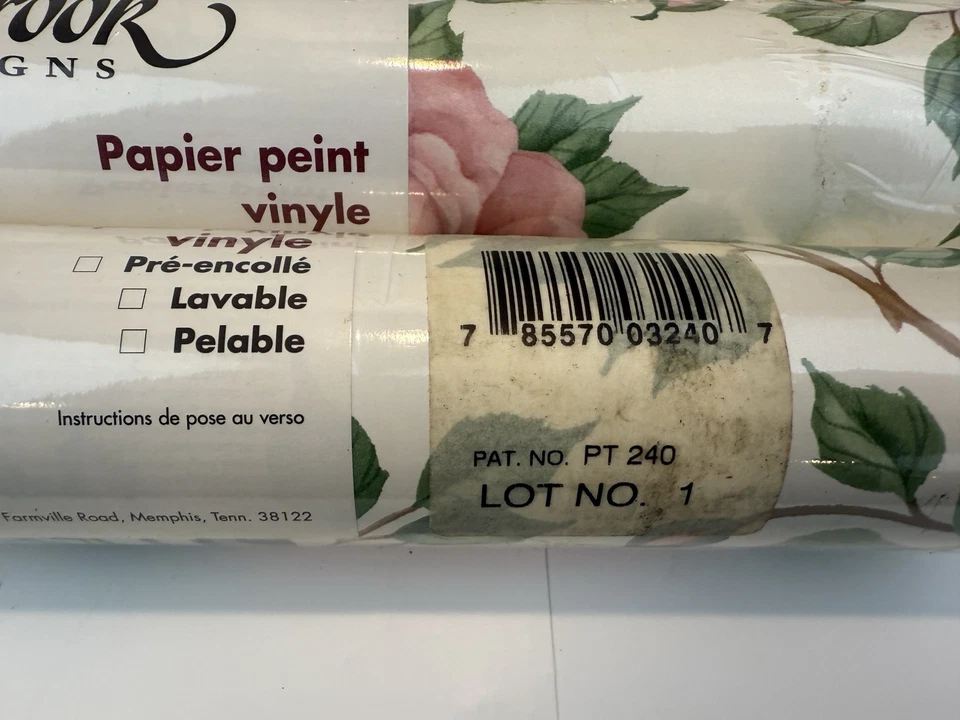 GNS
Papier peint
vinyle
vinyle
Pré-encollé
Lavable
Pelable
Instructions de pose au verso
Farmville Road, Memphis, Tenn. 38122
7 85570 03240 7
PAT. NO. PT 240
LOT NO. 1